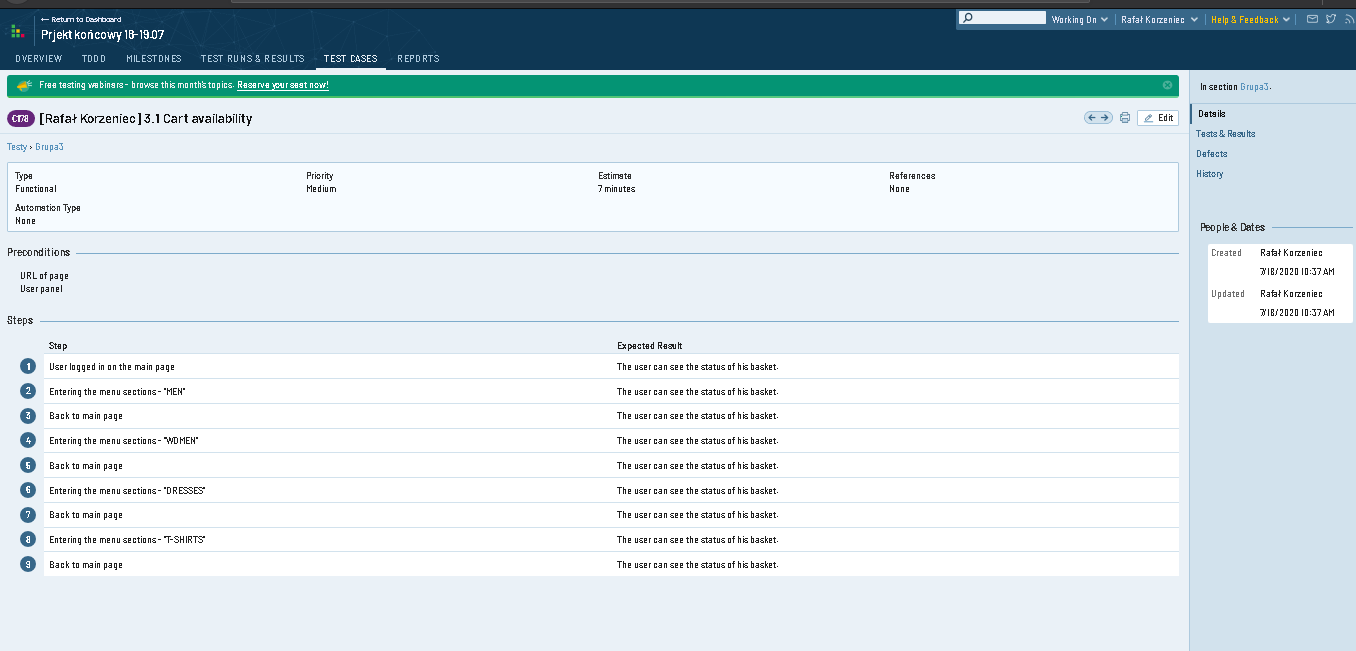 ← Return to Dashboard
Prjekt końcowy 18-19.07
Working On
Rafał Korzeniec
Help & Feedback
OVERVIEW TODO MILESTONES TEST RUNS & RESULTS TEST CASES REPORTS
Free testing webinars - browse this month's topics. Reserve your seat now!
C178 [Rafał Korzeniec] 3.1 Cart availability
Edit
Testy › Grupa3
Type Priority Estimate References
Functional Medium 7 minutes None
Automation Type
None
Preconditions
URL of page
User panel
Steps
Step Expected Result
1 User logged in on the main page The user can see the status of his basket.
2 Entering the menu sections - "MEN" The user can see the status of his basket.
3 Back to main page The user can see the status of his basket.
4 Entering the menu sections - "WOMEN" The user can see the status of his basket.
5 Back to main page The user can see the status of his basket.
6 Entering the menu sections - "DRESSES" The user can see the status of his basket.
7 Back to main page The user can see the status of his basket.
8 Entering the menu sections - "T-SHIRTS" The user can see the status of his basket.
9 Back to main page The user can see the status of his basket.
In section Grupa3.
Details
Tests & Results
Defects
History
People & Dates
Created Rafał Korzeniec
7/18/2020 10:37 AM
Updated Rafał Korzeniec
7/18/2020 10:37 AM